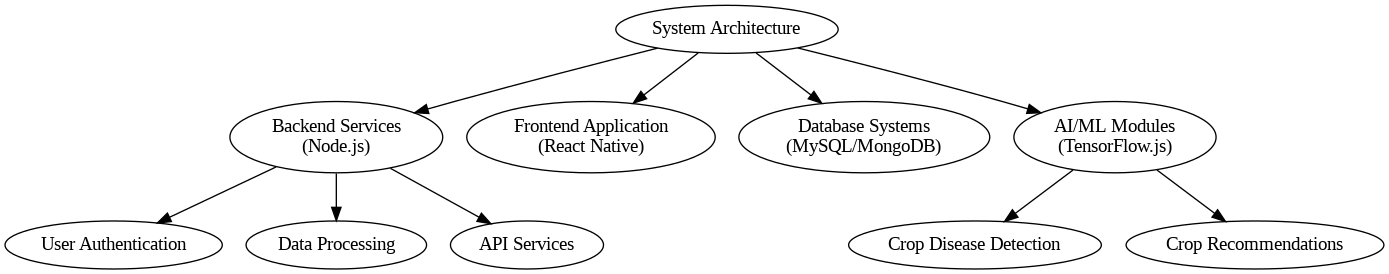 System Architecture
Backend Services
(Node.js)
Frontend Application
(React Native)
Database Systems
(MySQL/MongoDB)
AI/ML Modules
(TensorFlow.js)
User Authentication
Data Processing
API Services
Crop Disease Detection
Crop Recommendations